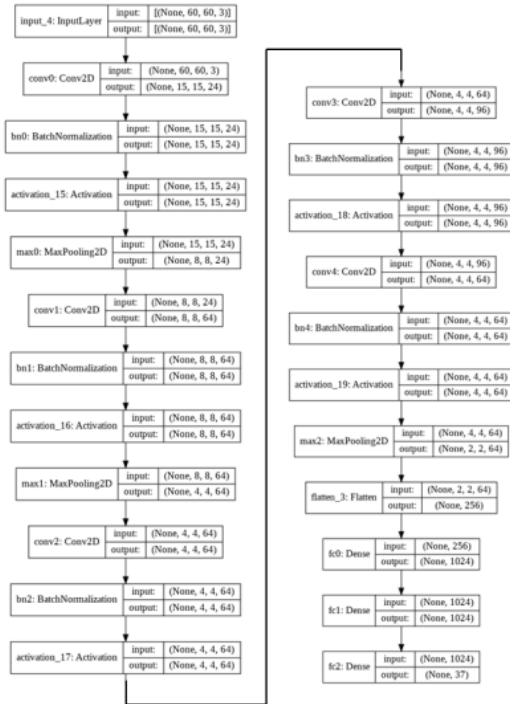 input_4: InputLayer input: [(None, 60, 60, 3)]
output: [(None, 60, 60, 3)]
conv0: Conv2D input: (None, 60, 60, 3)
output: (None, 15, 15, 24)
bn0: BatchNormalization input: (None, 15, 15, 24)
output: (None, 15, 15, 24)
activation_15: Activation input: (None, 15, 15, 24)
output: (None, 15, 15, 24)
max0: MaxPooling2D input: (None, 15, 15, 24)
output: (None, 8, 8, 24)
conv1: Conv2D input: (None, 8, 8, 24)
output: (None, 8, 8, 64)
bn1: BatchNormalization input: (None, 8, 8, 64)
output: (None, 8, 8, 64)
activation_16: Activation input: (None, 8, 8, 64)
output: (None, 8, 8, 64)
max1: MaxPooling2D input: (None, 8, 8, 64)
output: (None, 4, 4, 64)
conv2: Conv2D input: (None, 4, 4, 64)
output: (None, 4, 4, 64)
bn2: BatchNormalization input: (None, 4, 4, 64)
output: (None, 4, 4, 64)
activation_17: Activation input: (None, 4, 4, 64)
output: (None, 4, 4, 64)
conv3: Conv2D input: (None, 4, 4, 64)
output: (None, 4, 4, 96)
bn3: BatchNormalization input: (None, 4, 4, 96)
output: (None, 4, 4, 96)
activation_18: Activation input: (None, 4, 4, 96)
output: (None, 4, 4, 96)
conv4: Conv2D input: (None, 4, 4, 96)
output: (None, 4, 4, 64)
bn4: BatchNormalization input: (None, 4, 4, 64)
output: (None, 4, 4, 64)
activation_19: Activation input: (None, 4, 4, 64)
output: (None, 4, 4, 64)
max2: MaxPooling2D input: (None, 4, 4, 64)
output: (None, 2, 2, 64)
flatten_3: Flatten input: (None, 2, 2, 64)
output: (None, 256)
fc0: Dense input: (None, 256)
output: (None, 1024)
fc1: Dense input: (None, 1024)
output: (None, 1024)
fc2: Dense input: (None, 1024)
output: (None, 37)